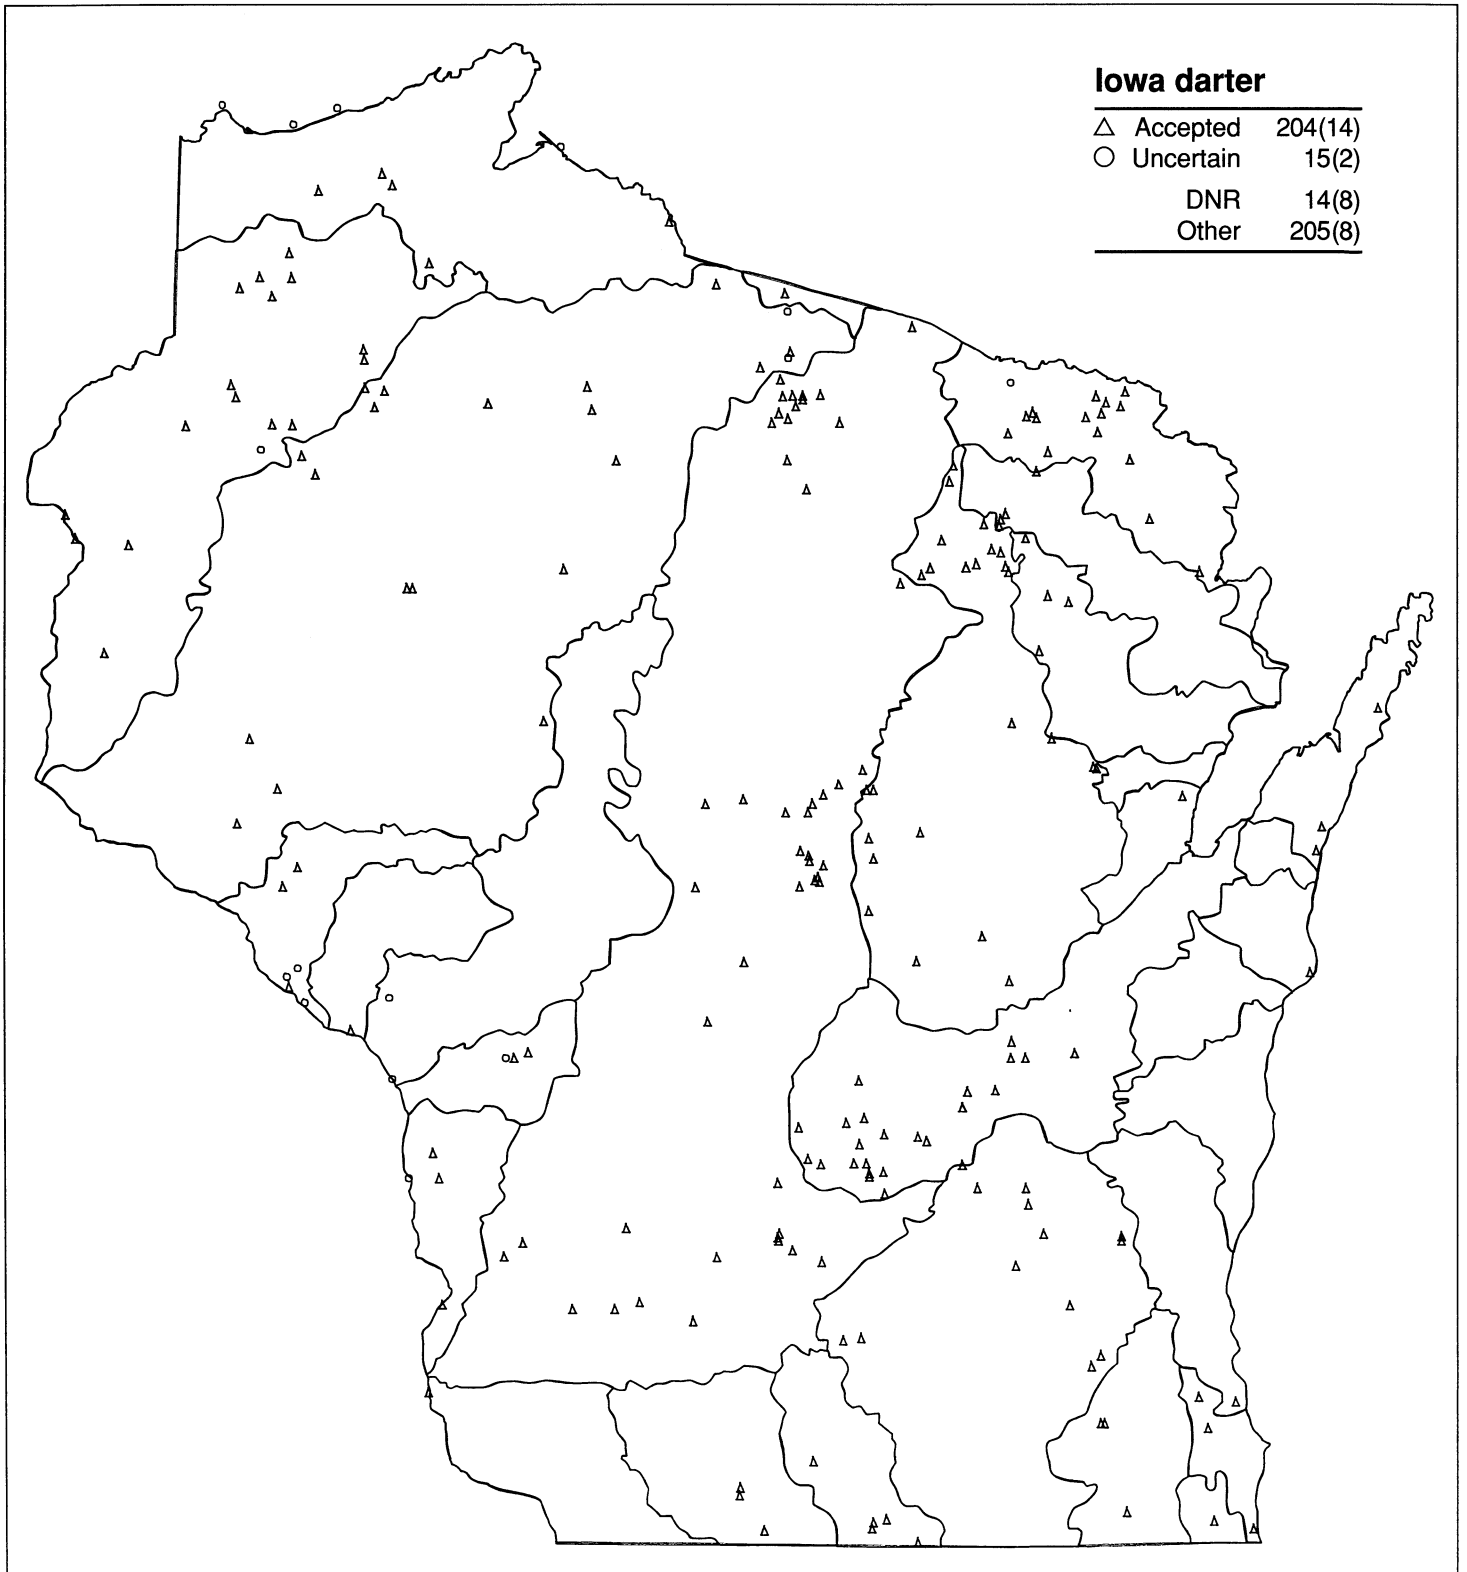 Iowa darter
△ Accepted 204(14)
○ Uncertain 15(2)
DNR 14(8)
Other 205(8)